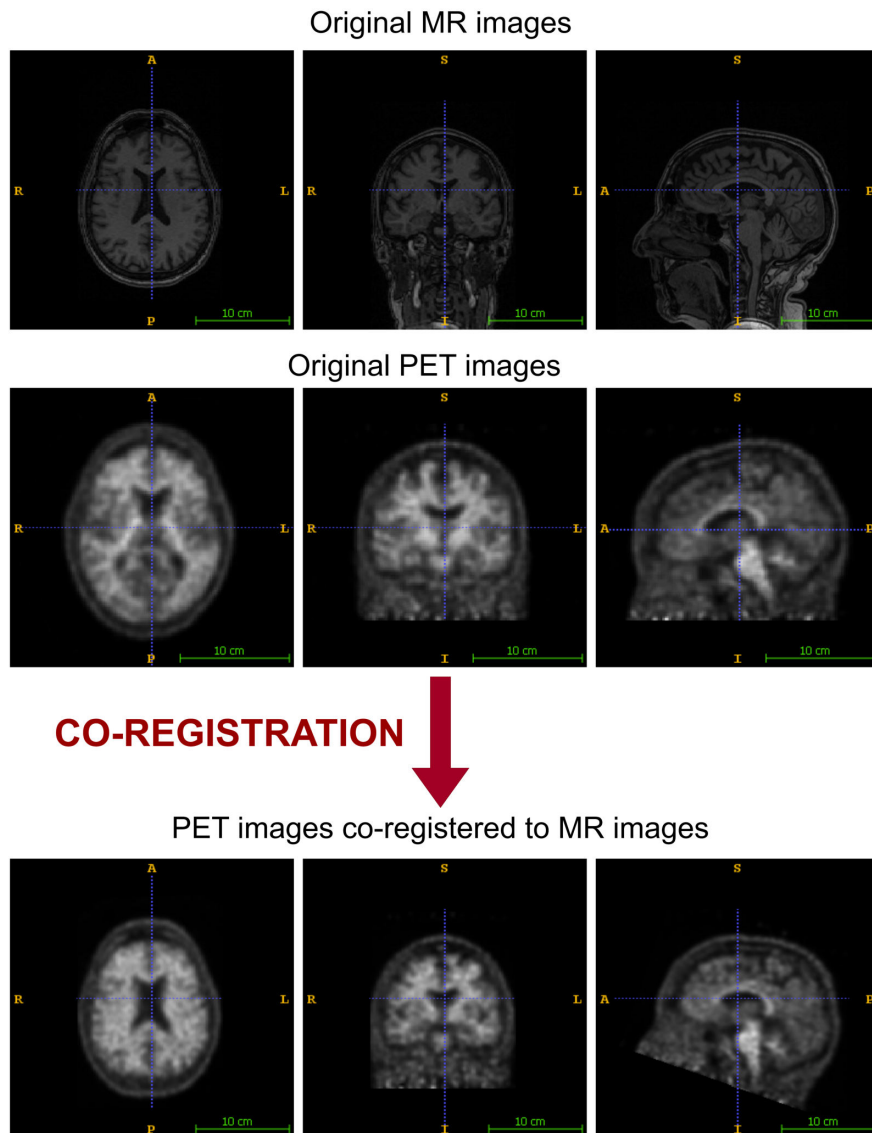 Original MR images
A S S
R L R L A P
P I I
10 cm 10 cm 10 cm
Original PET images
A S S
R L R L A P
P I I
10 cm 10 cm 10 cm
CO-REGISTRATION
PET images co-registered to MR images
A S S
R L R L A P
P I I
10 cm 10 cm 10 cm